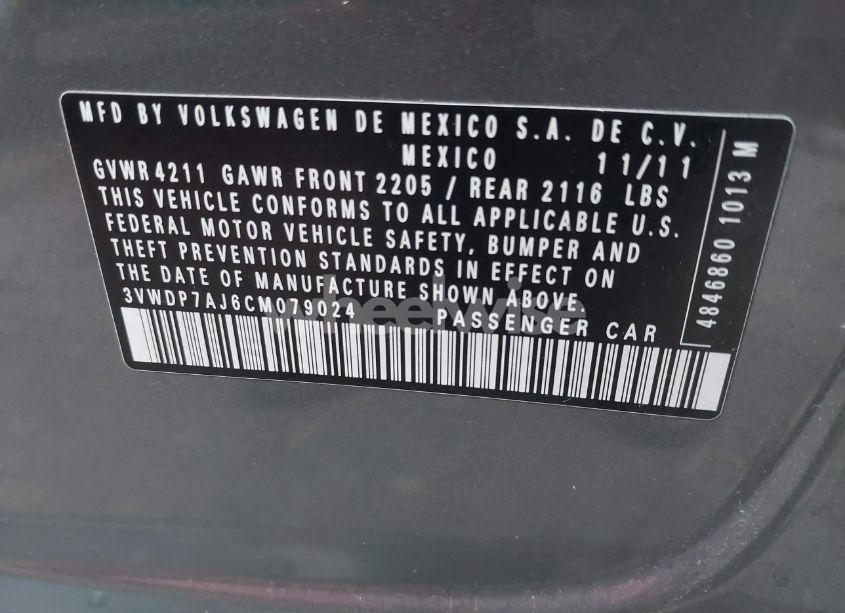 MFD BY VOLKSWAGEN DE MEXICO S.A. DE C.V.
MEXICO 11/11
GVWR 4211 GAWR FRONT 2205 / REAR 2116 LBS
THIS VEHICLE CONFORMS TO ALL APPLICABLE U.S.
FEDERAL MOTOR VEHICLE SAFETY, BUMPER AND
THEFT PREVENTION STANDARDS IN EFFECT ON
THE DATE OF MANUFACTURE SHOWN ABOVE.
3VWDP7AJ6CM079024 PASSENGER CAR
4846860 1013 M